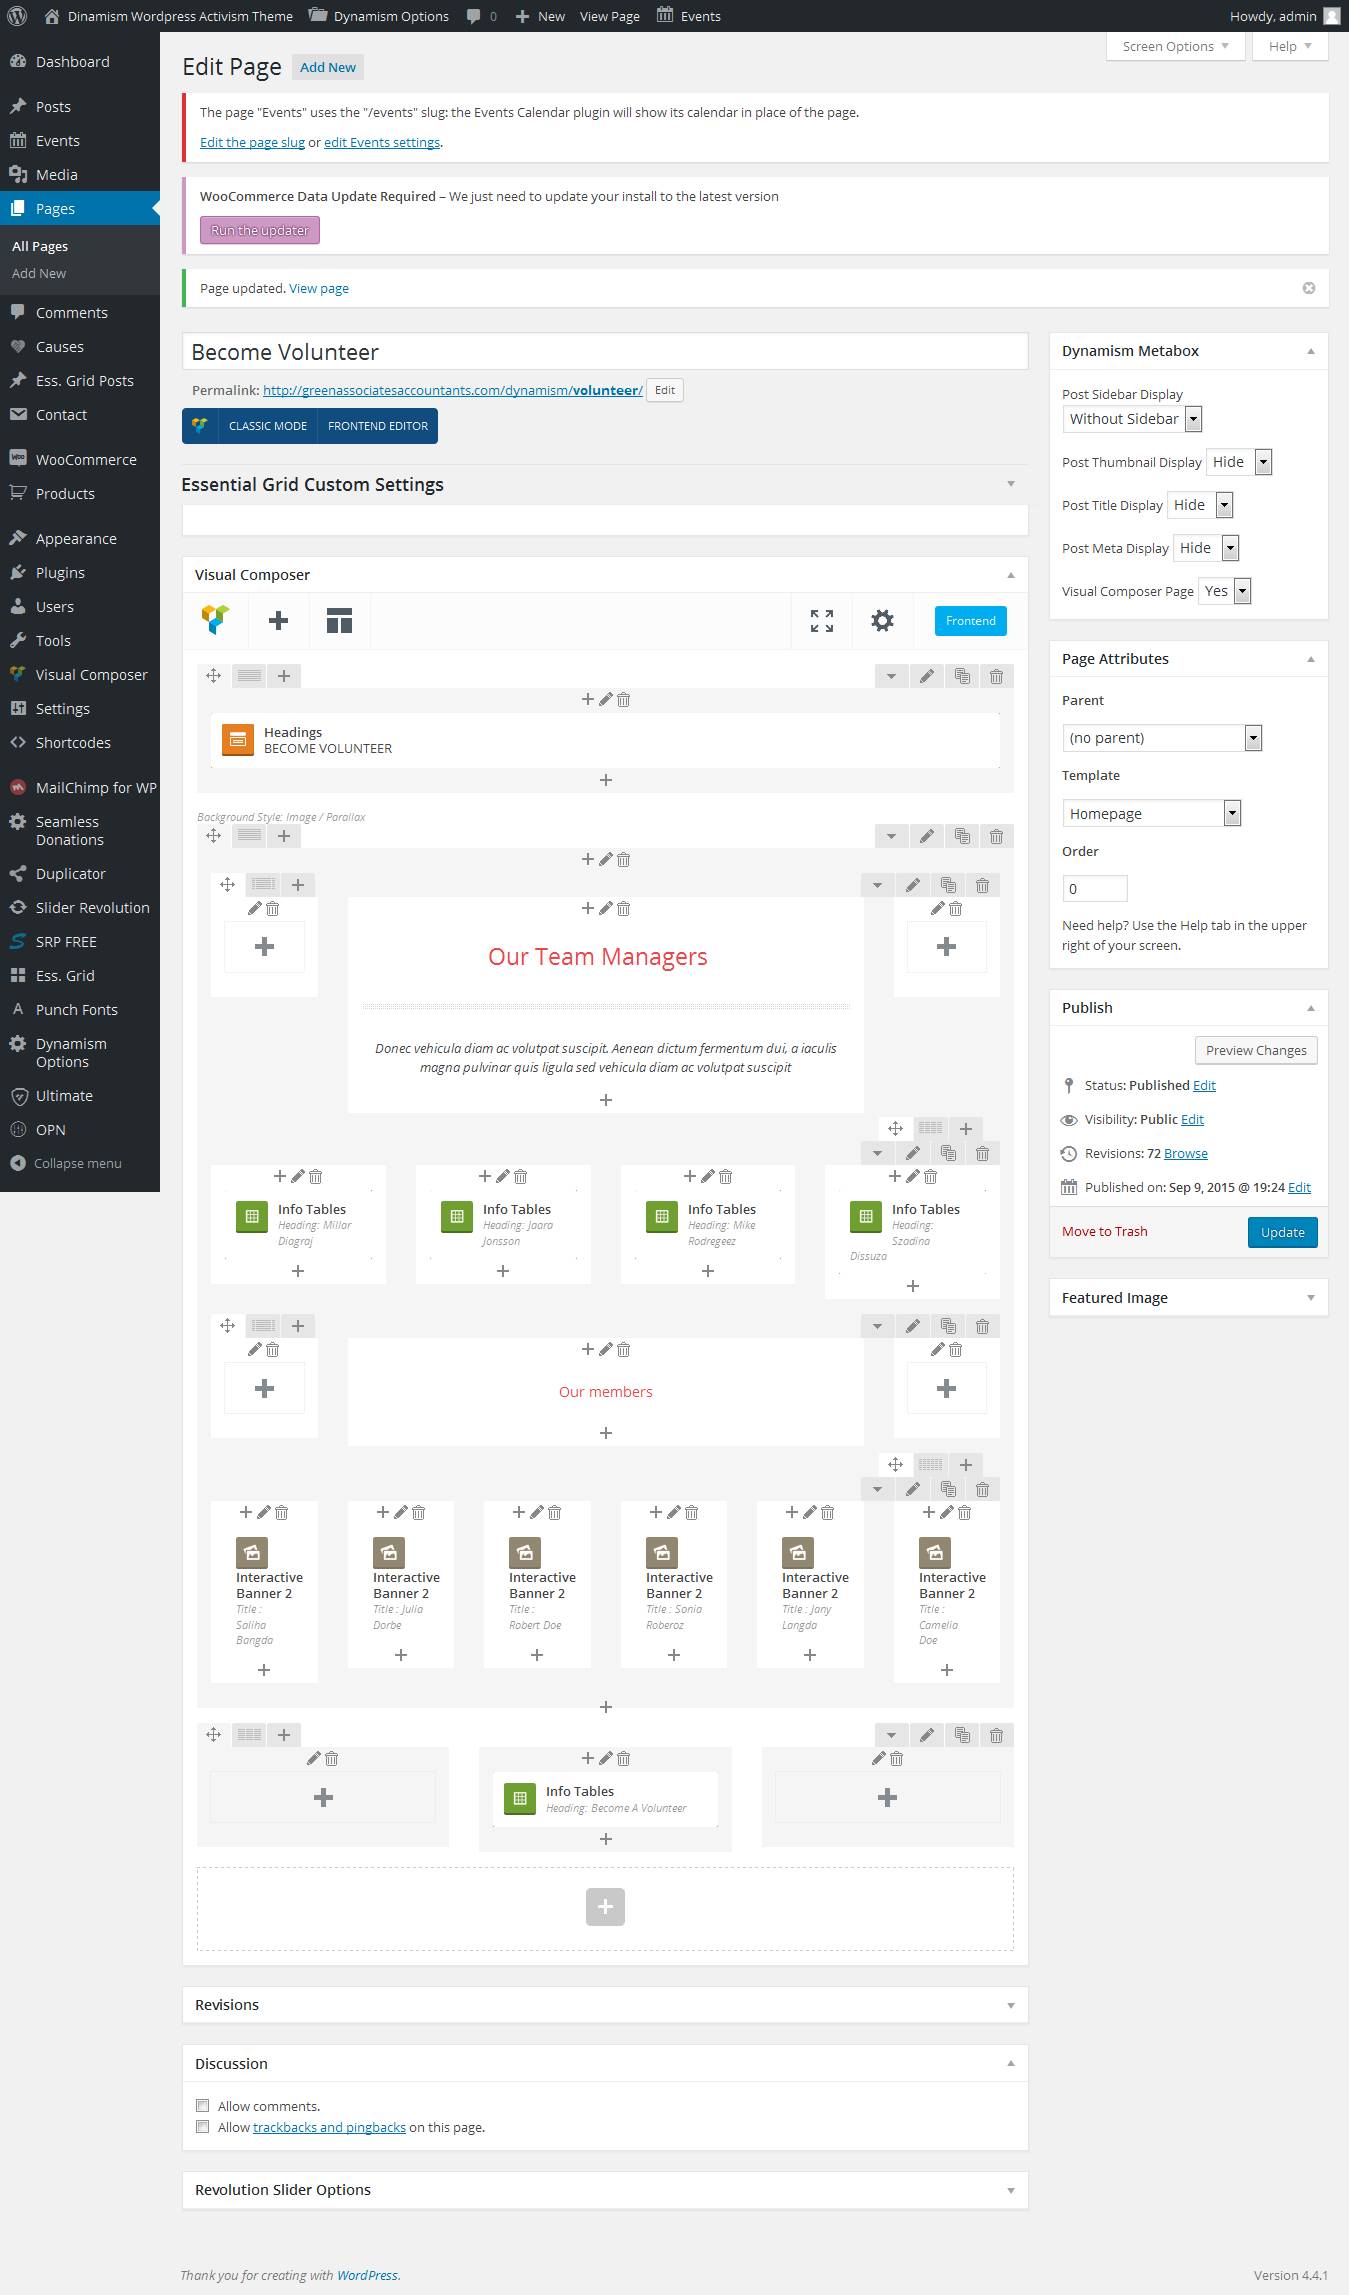 Dinamism Wordpress Activism Theme Dynamism Options 0 New View Page Events Howdy, admin
Screen Options Help
Dashboard
Posts
Events
Media
Pages
All Pages
Add New
Comments
Causes
Ess. Grid Posts
Contact
WooCommerce
Products
Appearance
Plugins
Users
Tools
Visual Composer
Settings
Shortcodes
MailChimp for WP
Seamless
Donations
Duplicator
Slider Revolution
SRP FREE
Ess. Grid
Punch Fonts
Dynamism
Options
Ultimate
OPN
Collapse menu
Edit Page Add New
The page "Events" uses the "/events" slug: the Events Calendar plugin will show its calendar in place of the page.
Edit the page slug or edit Events settings.
WooCommerce Data Update Required – We just need to update your install to the latest version
Run the updater
Page updated. View page
Become Volunteer
Permalink: http://greenassociatesaccountants.com/dynamism/volunteer/ Edit
CLASSIC MODE FRONTEND EDITOR
Essential Grid Custom Settings
Visual Composer
Frontend
Headings
BECOME VOLUNTEER
Background Style: Image / Parallax
Our Team Managers
Donec vehicula diam ac volutpat suscipit. Aenean dictum fermentum dui, a iaculis
magna pulvinar quis ligula sed vehicula diam ac volutpat suscipit
Info Tables
Heading: Millar
Diagraj
Info Tables
Heading: Jaara
Jonsson
Info Tables
Heading: Mike
Rodregeez
Info Tables
Heading:
Szadina
Dissuza
Our members
Interactive
Banner 2
Title :
Saliha
Bangda
Interactive
Banner 2
Title : Julia
Dorbe
Interactive
Banner 2
Title :
Robert Doe
Interactive
Banner 2
Title : Sonia
Roberoz
Interactive
Banner 2
Title : Jany
Langda
Interactive
Banner 2
Title :
Camelia
Doe
Info Tables
Heading: Become A Volunteer
Revisions
Discussion
Allow comments.
Allow trackbacks and pingbacks on this page.
Revolution Slider Options
Dynamism Metabox
Post Sidebar Display
Without Sidebar
Post Thumbnail Display Hide
Post Title Display Hide
Post Meta Display Hide
Visual Composer Page Yes
Page Attributes
Parent
(no parent)
Template
Homepage
Order
0
Need help? Use the Help tab in the upper
right of your screen.
Publish
Preview Changes
Status: Published Edit
Visibility: Public Edit
Revisions: 72 Browse
Published on: Sep 9, 2015 @ 19:24 Edit
Move to Trash Update
Featured Image
Thank you for creating with WordPress. Version 4.4.1